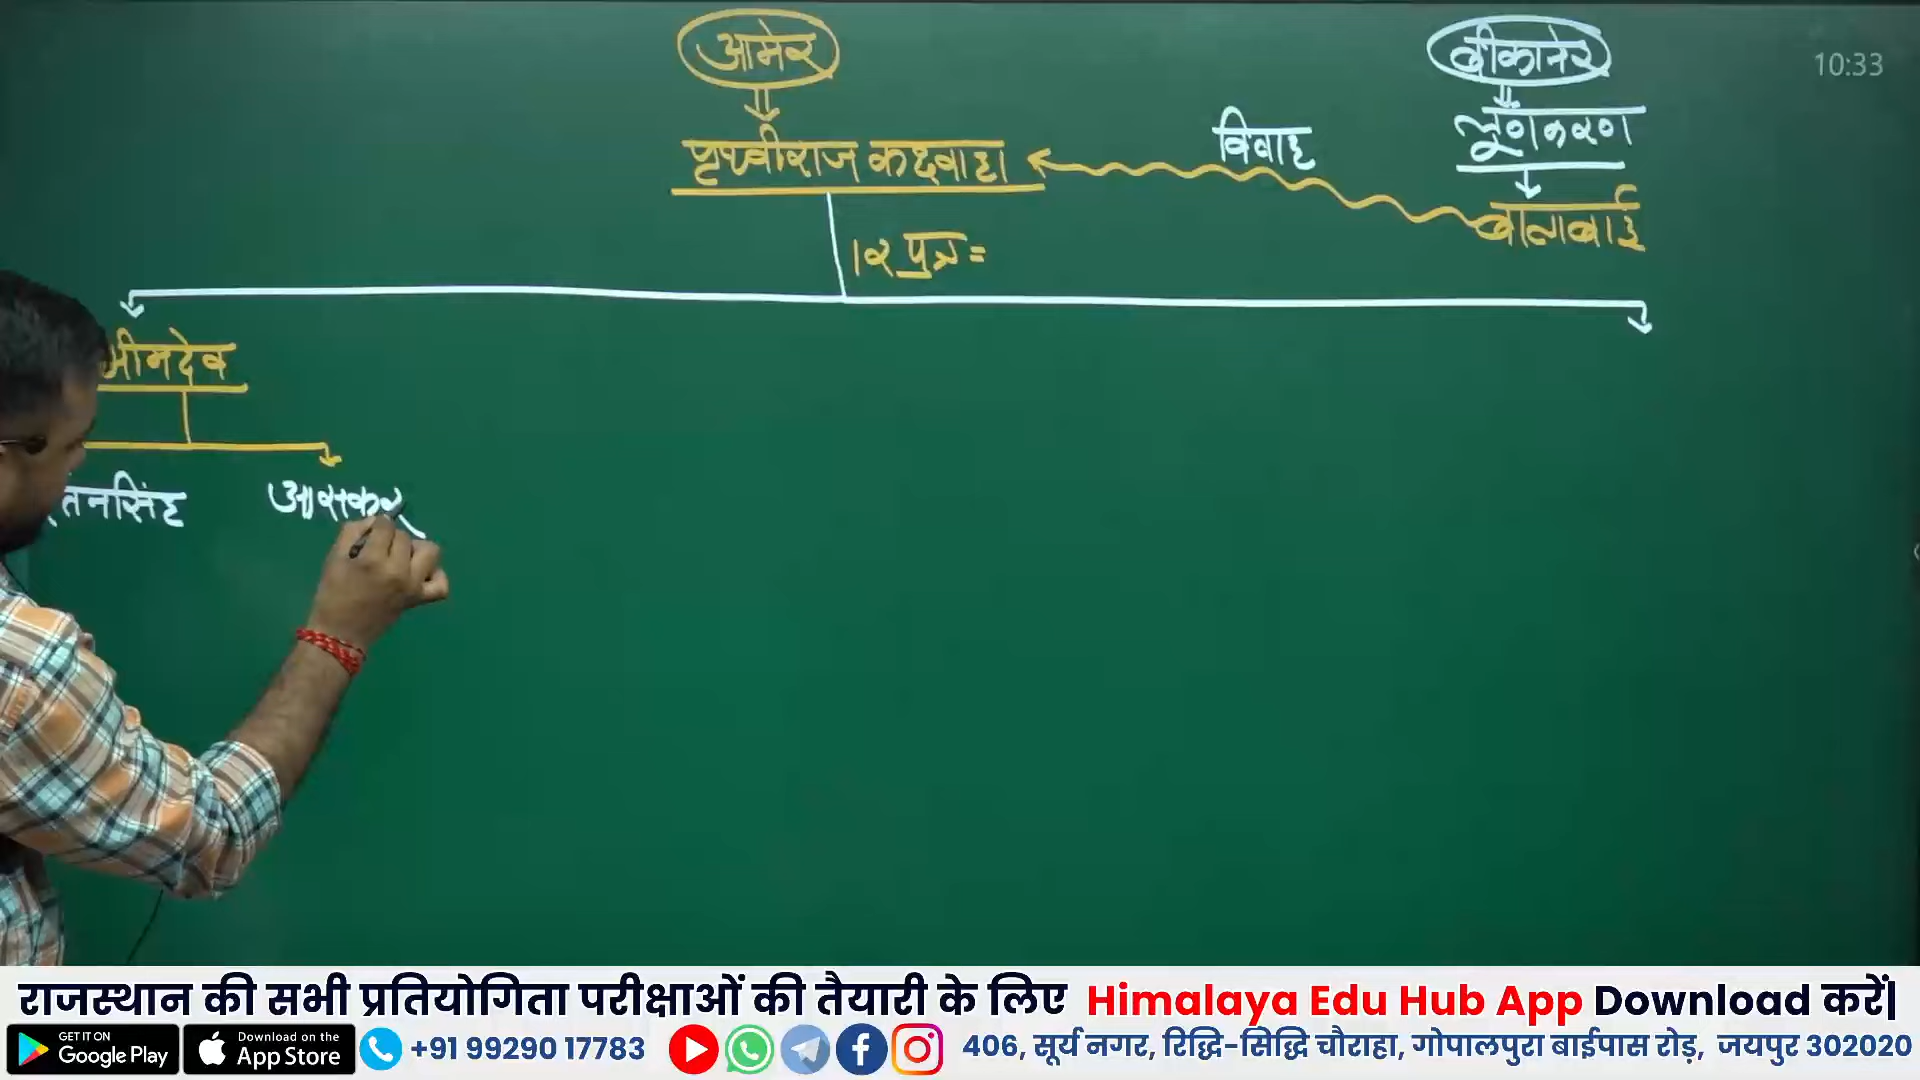 आमेर
बीकानेर
10:33
पृथ्वीराज कछवाहा
विवाह
लूणकरण
बालाबाई
12 पुत्र =
भीमदेव
तनसिंह
आसकर
राजस्थान की सभी प्रतियोगिता परीक्षाओं की तैयारी के लिए Himalaya Edu Hub App Download करें|
GET IT ON
Google Play
Download on the
App Store
+91 99290 17783
406, सूर्य नगर, रिद्धि-सिद्धि चौराहा, गोपालपुरा बाईपास रोड़, जयपुर 302020